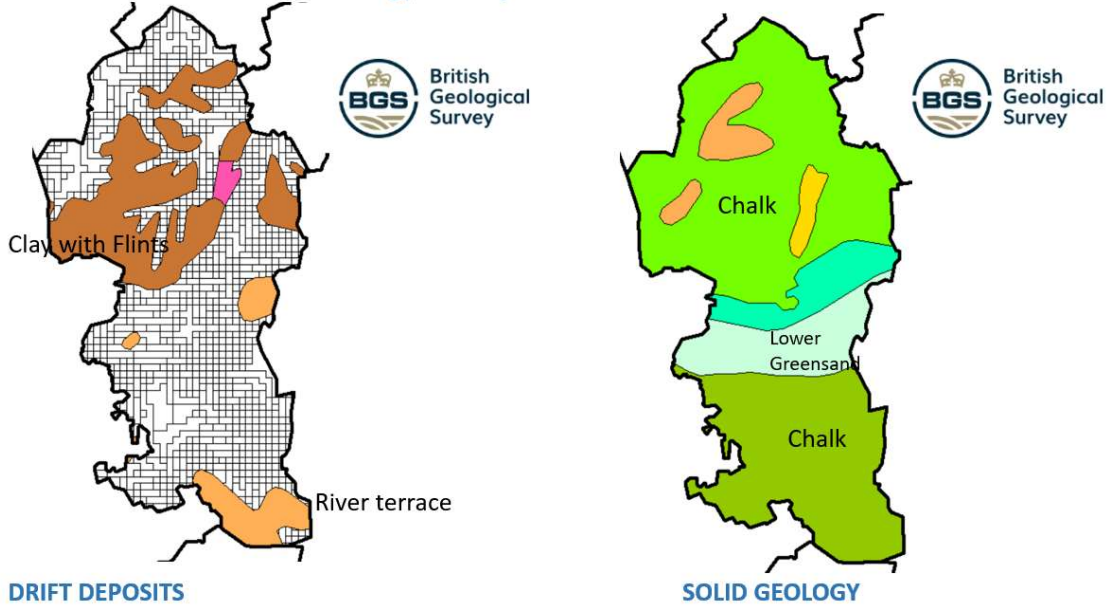 BGS
British
Geological
Survey
Clay with Flints
River terrace
DRIFT DEPOSITS
BGS
British
Geological
Survey
Chalk
Lower
Greensand
Chalk
SOLID GEOLOGY